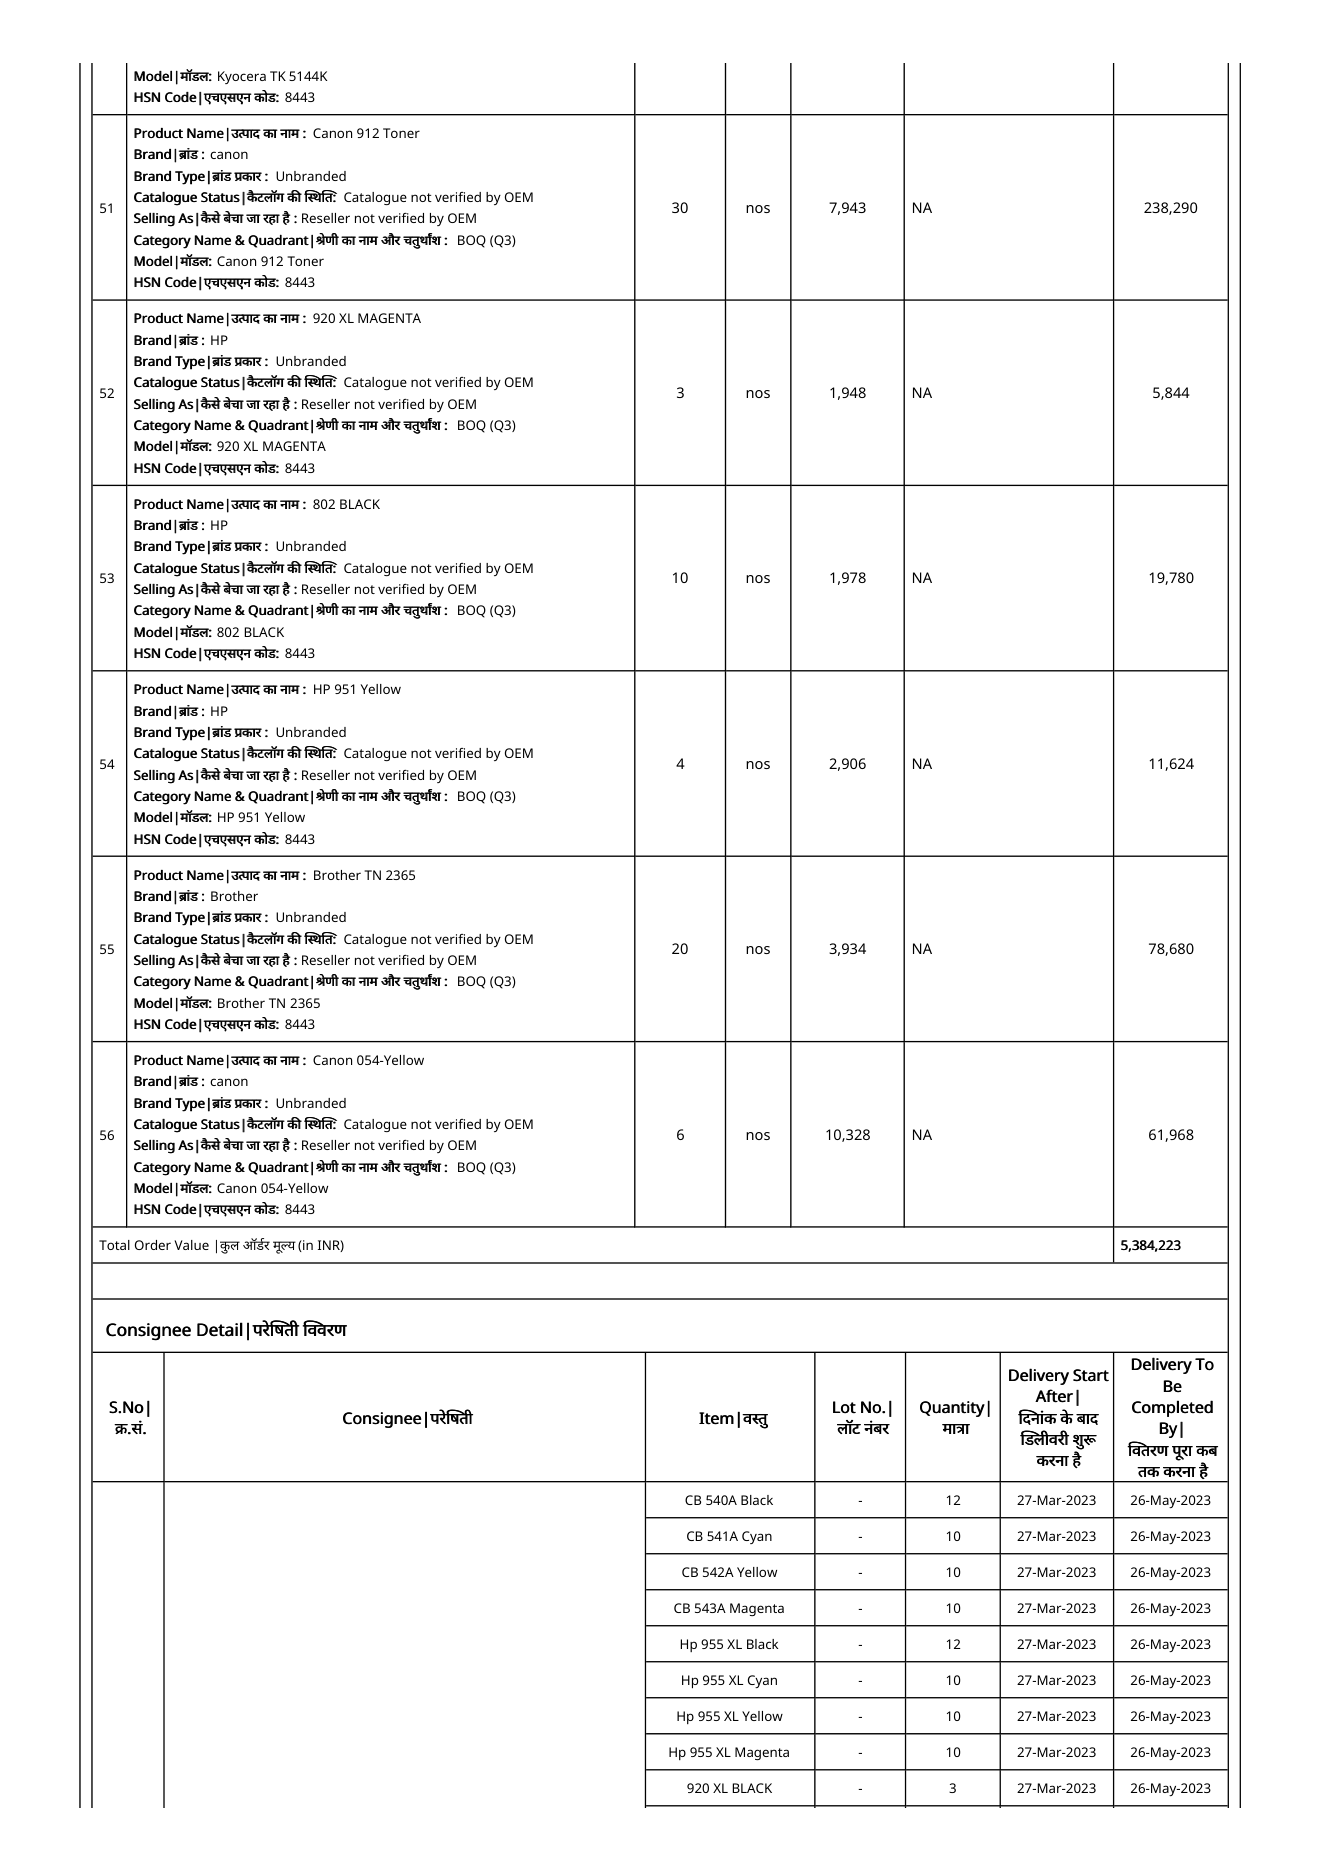 Model|मॉडल: Kyocera TK 5144K
HSN Code|एचएसएन कोड: 8443
51
Product Name|उत्पाद का नाम : Canon 912 Toner
Brand|ब्रांड : canon
Brand Type|ब्रांड प्रकार : Unbranded
Catalogue Status|कैटलॉग की स्थिति: Catalogue not verified by OEM
Selling As|कैसे बेचा जा रहा है : Reseller not verified by OEM
Category Name & Quadrant|श्रेणी का नाम और चतुर्थांश : BOQ (Q3)
Model|मॉडल: Canon 912 Toner
HSN Code|एचएसएन कोड: 8443
30 nos 7,943 NA 238,290
52
Product Name|उत्पाद का नाम : 920 XL MAGENTA
Brand|ब्रांड : HP
Brand Type|ब्रांड प्रकार : Unbranded
Catalogue Status|कैटलॉग की स्थिति: Catalogue not verified by OEM
Selling As|कैसे बेचा जा रहा है : Reseller not verified by OEM
Category Name & Quadrant|श्रेणी का नाम और चतुर्थांश : BOQ (Q3)
Model|मॉडल: 920 XL MAGENTA
HSN Code|एचएसएन कोड: 8443
3 nos 1,948 NA 5,844
53
Product Name|उत्पाद का नाम : 802 BLACK
Brand|ब्रांड : HP
Brand Type|ब्रांड प्रकार : Unbranded
Catalogue Status|कैटलॉग की स्थिति: Catalogue not verified by OEM
Selling As|कैसे बेचा जा रहा है : Reseller not verified by OEM
Category Name & Quadrant|श्रेणी का नाम और चतुर्थांश : BOQ (Q3)
Model|मॉडल: 802 BLACK
HSN Code|एचएसएन कोड: 8443
10 nos 1,978 NA 19,780
54
Product Name|उत्पाद का नाम : HP 951 Yellow
Brand|ब्रांड : HP
Brand Type|ब्रांड प्रकार : Unbranded
Catalogue Status|कैटलॉग की स्थिति: Catalogue not verified by OEM
Selling As|कैसे बेचा जा रहा है : Reseller not verified by OEM
Category Name & Quadrant|श्रेणी का नाम और चतुर्थांश : BOQ (Q3)
Model|मॉडल: HP 951 Yellow
HSN Code|एचएसएन कोड: 8443
4 nos 2,906 NA 11,624
55
Product Name|उत्पाद का नाम : Brother TN 2365
Brand|ब्रांड : Brother
Brand Type|ब्रांड प्रकार : Unbranded
Catalogue Status|कैटलॉग की स्थिति: Catalogue not verified by OEM
Selling As|कैसे बेचा जा रहा है : Reseller not verified by OEM
Category Name & Quadrant|श्रेणी का नाम और चतुर्थांश : BOQ (Q3)
Model|मॉडल: Brother TN 2365
HSN Code|एचएसएन कोड: 8443
20 nos 3,934 NA 78,680
56
Product Name|उत्पाद का नाम : Canon 054-Yellow
Brand|ब्रांड : canon
Brand Type|ब्रांड प्रकार : Unbranded
Catalogue Status|कैटलॉग की स्थिति: Catalogue not verified by OEM
Selling As|कैसे बेचा जा रहा है : Reseller not verified by OEM
Category Name & Quadrant|श्रेणी का नाम और चतुर्थांश : BOQ (Q3)
Model|मॉडल: Canon 054-Yellow
HSN Code|एचएसएन कोड: 8443
6 nos 10,328 NA 61,968
Total Order Value |कुल ऑर्डर मूल्य (in INR) 5,384,223
Consignee Detail|परेषिती विवरण
S.No|
क्र.सं.
Consignee|परेषिती
Item|वस्तु
Lot No.|
लॉट नंबर
Quantity|
मात्रा
Delivery Start
After|
दिनांक के बाद
डिलीवरी शुरू
करना है
Delivery To
Be
Completed
By|
वितरण पूरा कब
तक करना है
CB 540A Black - 12 27-Mar-2023 26-May-2023
CB 541A Cyan - 10 27-Mar-2023 26-May-2023
CB 542A Yellow - 10 27-Mar-2023 26-May-2023
CB 543A Magenta - 10 27-Mar-2023 26-May-2023
Hp 955 XL Black - 12 27-Mar-2023 26-May-2023
Hp 955 XL Cyan - 10 27-Mar-2023 26-May-2023
Hp 955 XL Yellow - 10 27-Mar-2023 26-May-2023
Hp 955 XL Magenta - 10 27-Mar-2023 26-May-2023
920 XL BLACK - 3 27-Mar-2023 26-May-2023